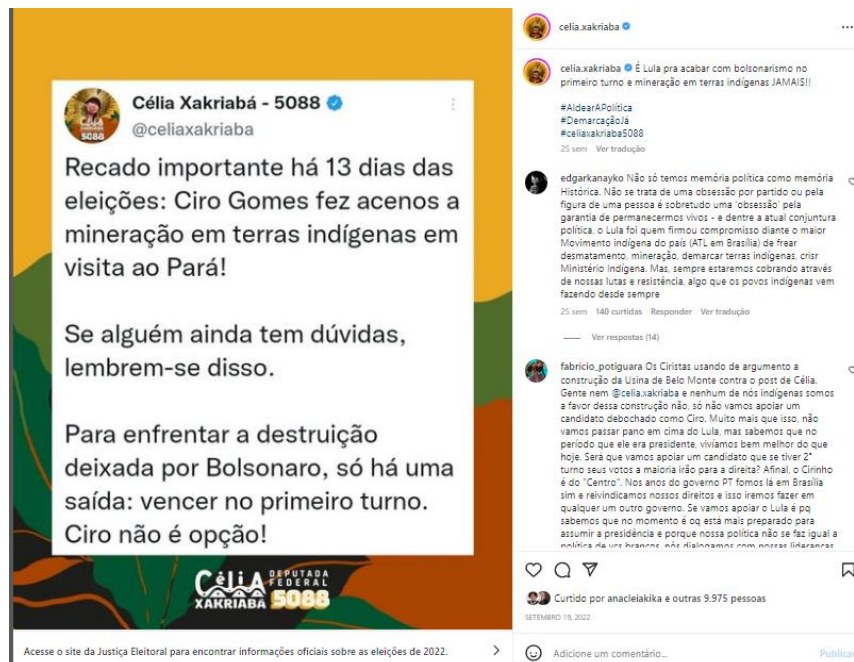 Célia Xakriabá - 5088
@celiaxakriaba
Recado importante há 13 dias das
eleições: Ciro Gomes fez acenos a
mineração em terras indígenas em
visita ao Pará!
Se alguém ainda tem dúvidas,
lembrem-se disso.
Para enfrentar a destruição
deixada por Bolsonaro, só há uma
saída: vencer no primeiro turno.
Ciro não é opção!
CéliA DEPUTADA
FEDERAL
XAKRIABÁ 5088
Acesse o site da Justiça Eleitoral para encontrar informações oficiais sobre as eleições de 2022.
celia.xakriaba
celia.xakriaba É Lula pra acabar com bolsonarismo no
primeiro turno e mineração em terras indígenas JAMAIS!!
#AldearAPolítica
#DemarcaçãoJá
#celiaxakriaba5088
25 sem Ver tradução
edgarkanayko Não só temos memória política como memória
Histórica. Não se trata de uma obsessão por partido ou pela
figura de uma pessoa é sobretudo uma 'obsessão' pela
garantia de permanecermos vivos - e dentre a atual conjuntura
política, o Lula foi quem firmou compromisso diante o maior
Movimento indígena do país (ATL em Brasília) de frear
desmatamento, mineração, demarcar terras indígenas, crisr
Ministério Indígena. Mas, sempre estaremos cobrando através
de nossas lutas e resistência, algo que os povos indígenas vem
fazendo desde sempre
25 sem 140 curtidas Responder Ver tradução
Ver respostas (14)
fabricio_potiguara Os Ciristas usando de argumento a
construção da Usina de Belo Monte contra o post de Célia.
Gente nem @celia.xakriaba e nenhum de nós indígenas somos
a favor dessa construção não, só não vamos apoiar um
candidato debochado como Ciro. Muito mais que isso, não
vamos passar pano em cima do Lula, mas sabemos que no
período que ele era presidente, vivíamos bem melhor do que
hoje. Será que vamos apoiar um candidato que se tiver 2°
turno seus votos a maioria irão para a direita? Afinal, o Cirinho
é do "Centro". Nos anos do governo PT fomos lá em Brasília
sim e reivindicamos nossos direitos e isso iremos fazer em
qualquer um outro governo. Se vamos apoiar o Lula é pq
sabemos que no momento é oq está mais preparado para
assumir a presidência e porque nossa política não se faz igual a
política de vcs brancos, nós dialogamos com nossas lideranças
Curtido por anacleiakika e outras 9.975 pessoas
SETEMBRO 19, 2022
Adicione um comentário...
Publicar